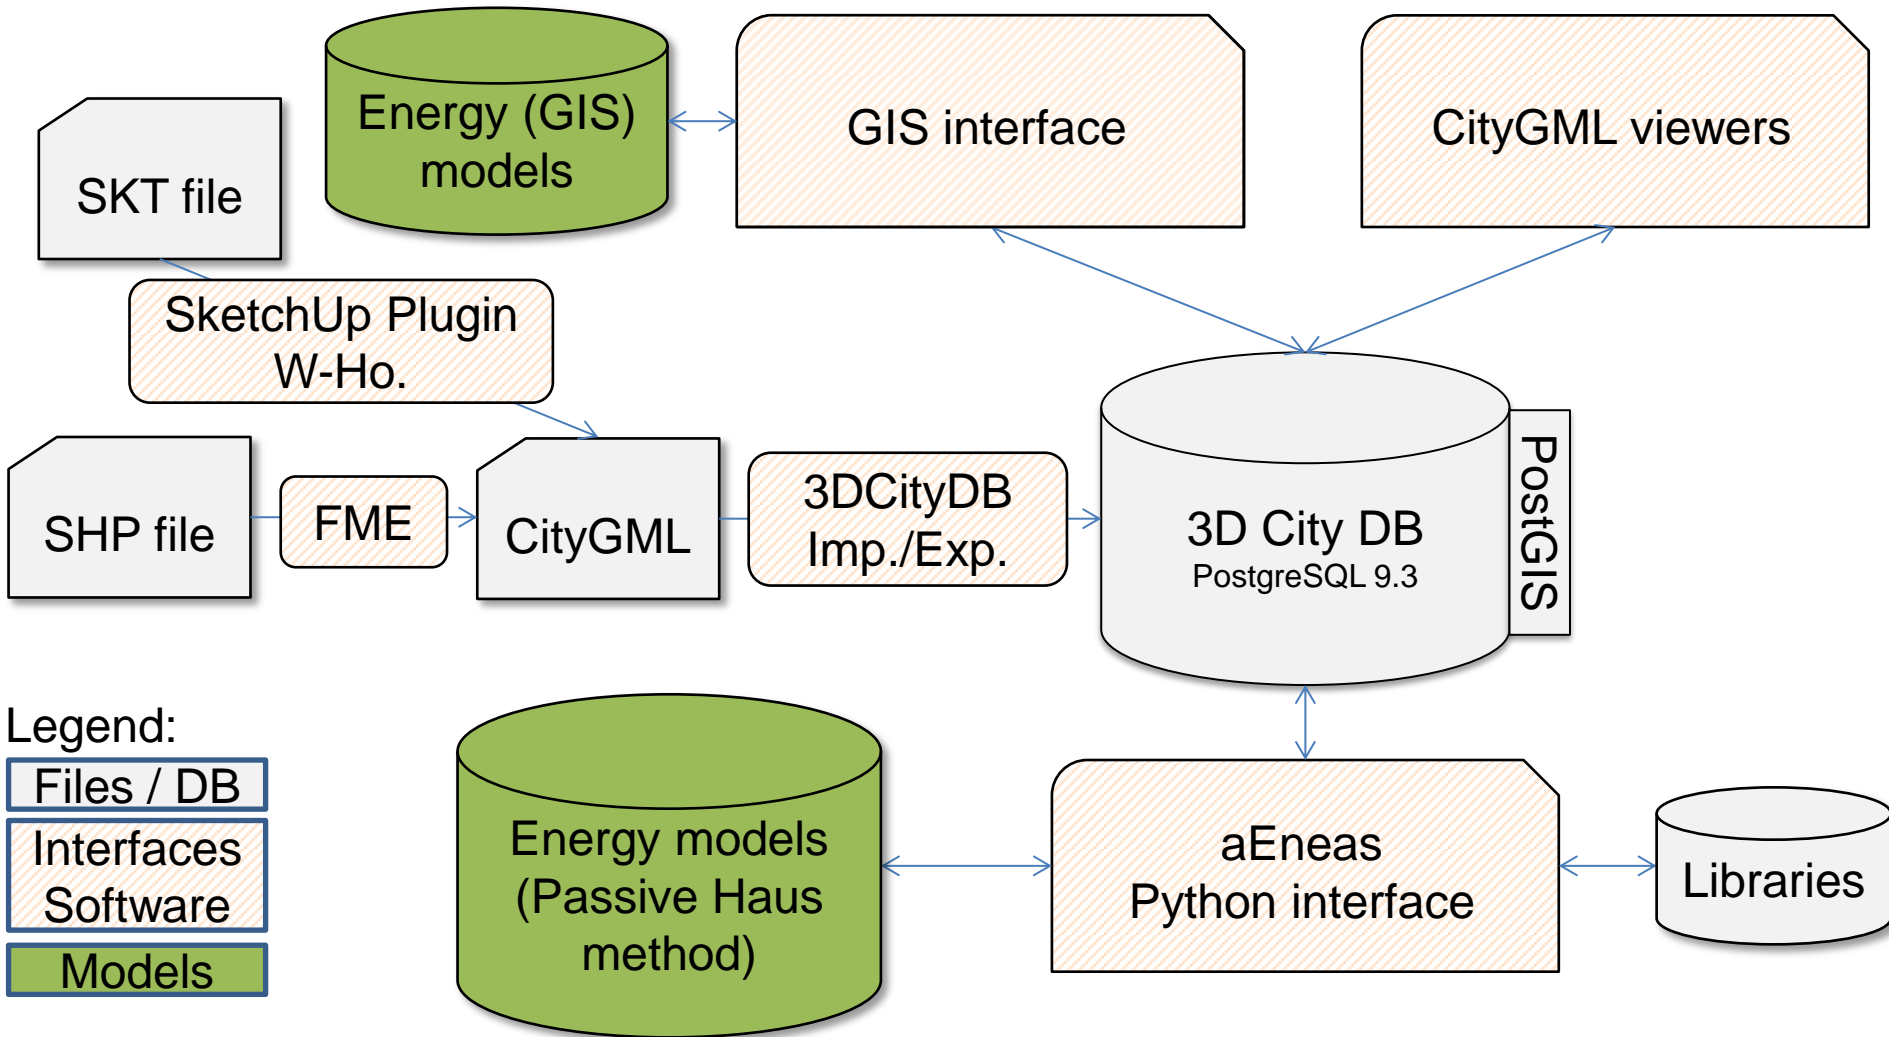 Energy (GIS)
models
GIS interface
CityGML viewers
SKT file
SketchUp Plugin
W-Ho.
SHP file
FME
CityGML
3DCityDB
Imp./Exp.
3D City DB
PostgreSQL 9.3
PostGIS
Legend:
Files / DB
Interfaces
Software
Models
Energy models
(Passive Haus
method)
aEneas
Python interface
Libraries